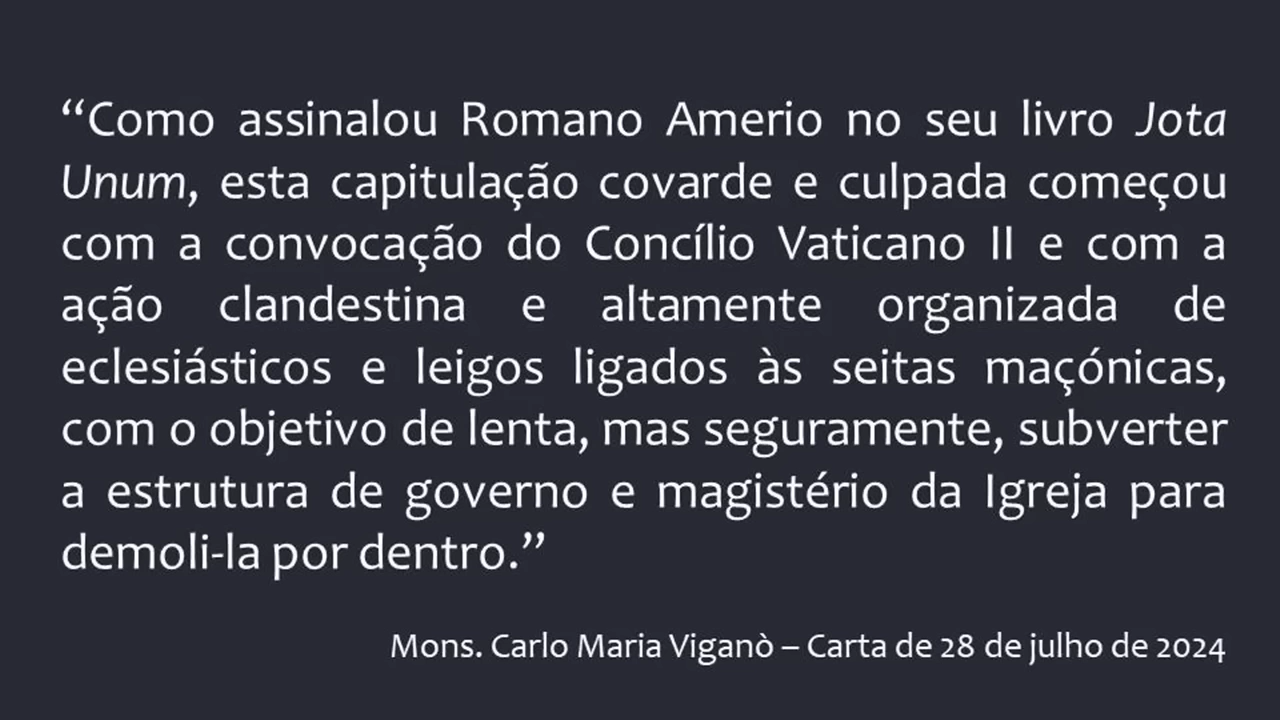 “Como assinalou Romano Amerio no seu livro Jota
Unum, esta capitulação covarde e culpada começou
com a convocação do Concílio Vaticano II e com a
ação clandestina e altamente organizada de
eclesiásticos e leigos ligados às seitas maçónicas,
com o objetivo de lenta, mas seguramente, subverter
a estrutura de governo e magistério da Igreja para
demoli-la por dentro.”
Mons. Carlo Maria Viganò – Carta de 28 de julho de 2024